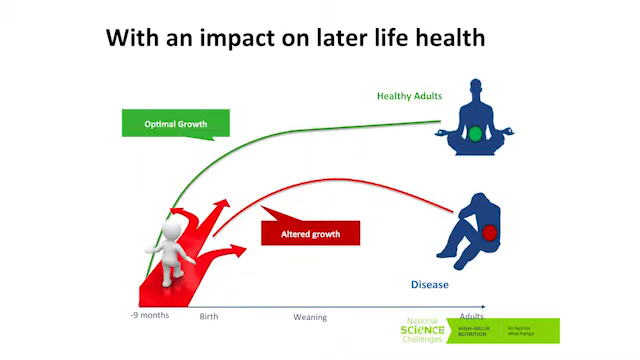 With an impact on later life health
Healthy Adults
Optimal Growth
Altered growth
Disease
-9 months
Birth
Weaning
Adults
National
SCiENCE
Challenges
HIGH-VALUE
NUTRITION